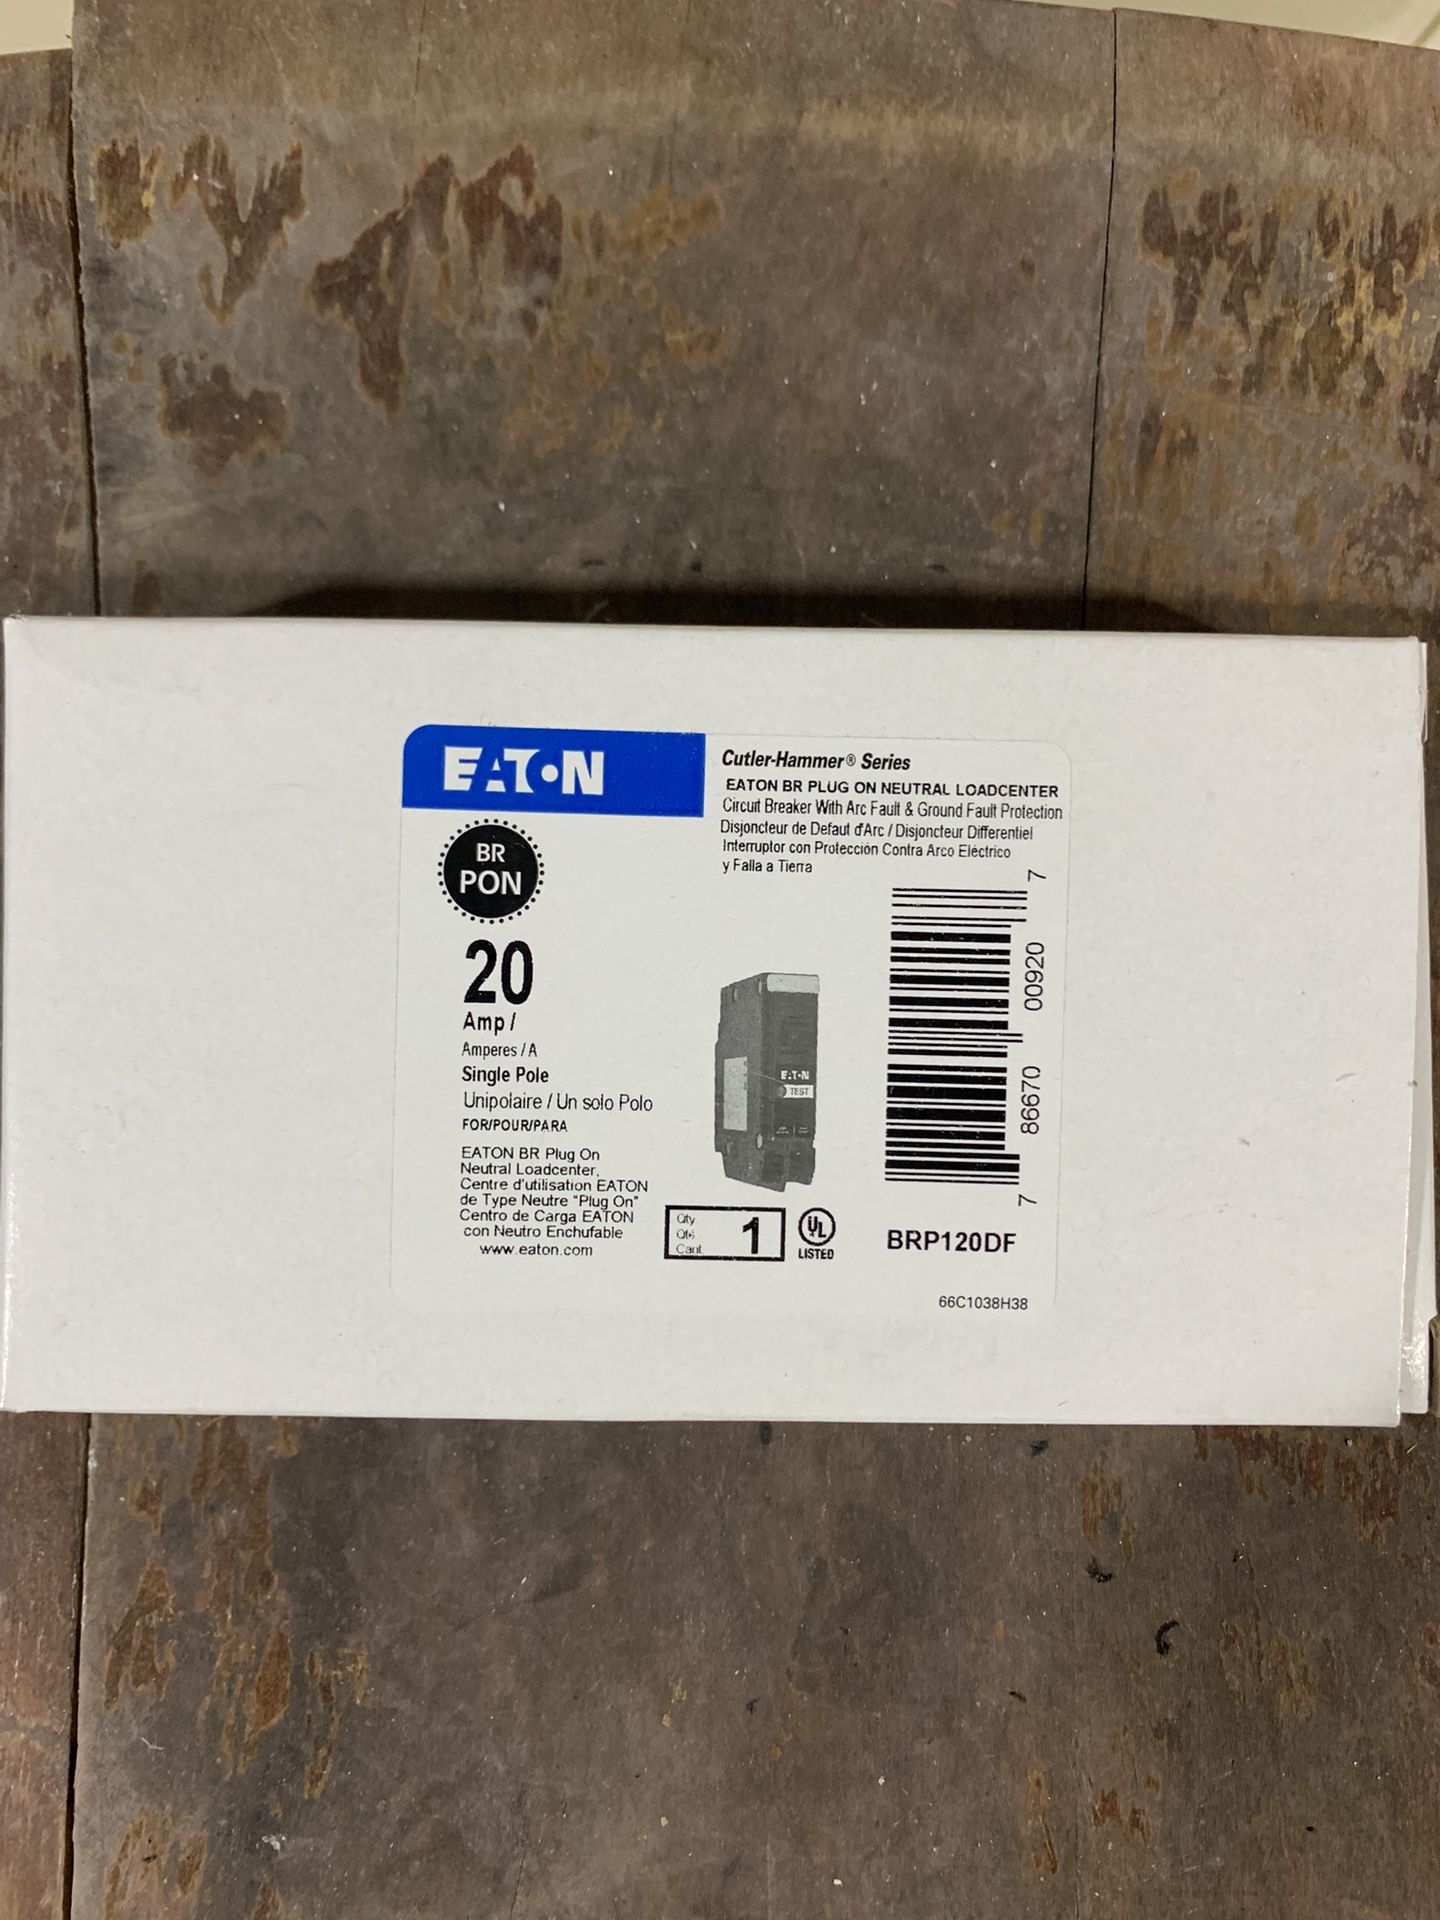 EATON
Cutler-Hammer® Series
EATON BR PLUG ON NEUTRAL LOADCENTER
Circuit Breaker With Arc Fault & Ground Fault Protection
Disjoncteur de Defaut d'Arc / Disjoncteur Differentiel
Interruptor con Protección Contra Arco Eléctrico
y Falla a Tierra
BR
PON
20
Amp /
Amperes / A
Single Pole
Unipolaire / Un solo Polo
FOR/POUR/PARA
EATON BR Plug On
Neutral Loadcenter,
Centre d'utilisation EATON
de Type Neutre "Plug On"
Centro de Carga EATON
con Neutro Enchufable
www.eaton.com
EATON
TEST
Qty
Qté
Cant
1
UL
LISTED
7 86670 00920 7
BRP120DF
66C1038H38